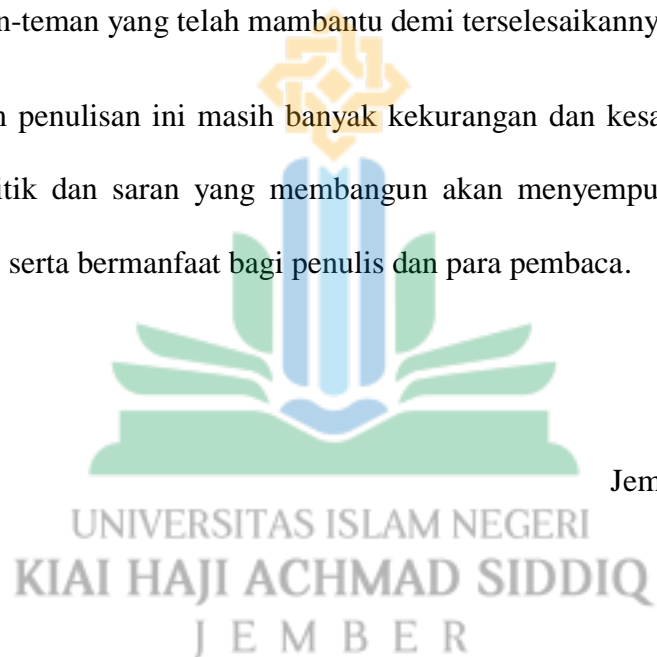 n-teman yang telah mambantu demi terselesaikanny
n penulisan ini masih banyak kekurangan dan kesa
itik dan saran yang membangun akan menyempu
serta bermanfaat bagi penulis dan para pembaca.
Jem
UNIVERSITAS ISLAM NEGERI
KIAI HAJI ACHMAD SIDDIQ
JEMBER